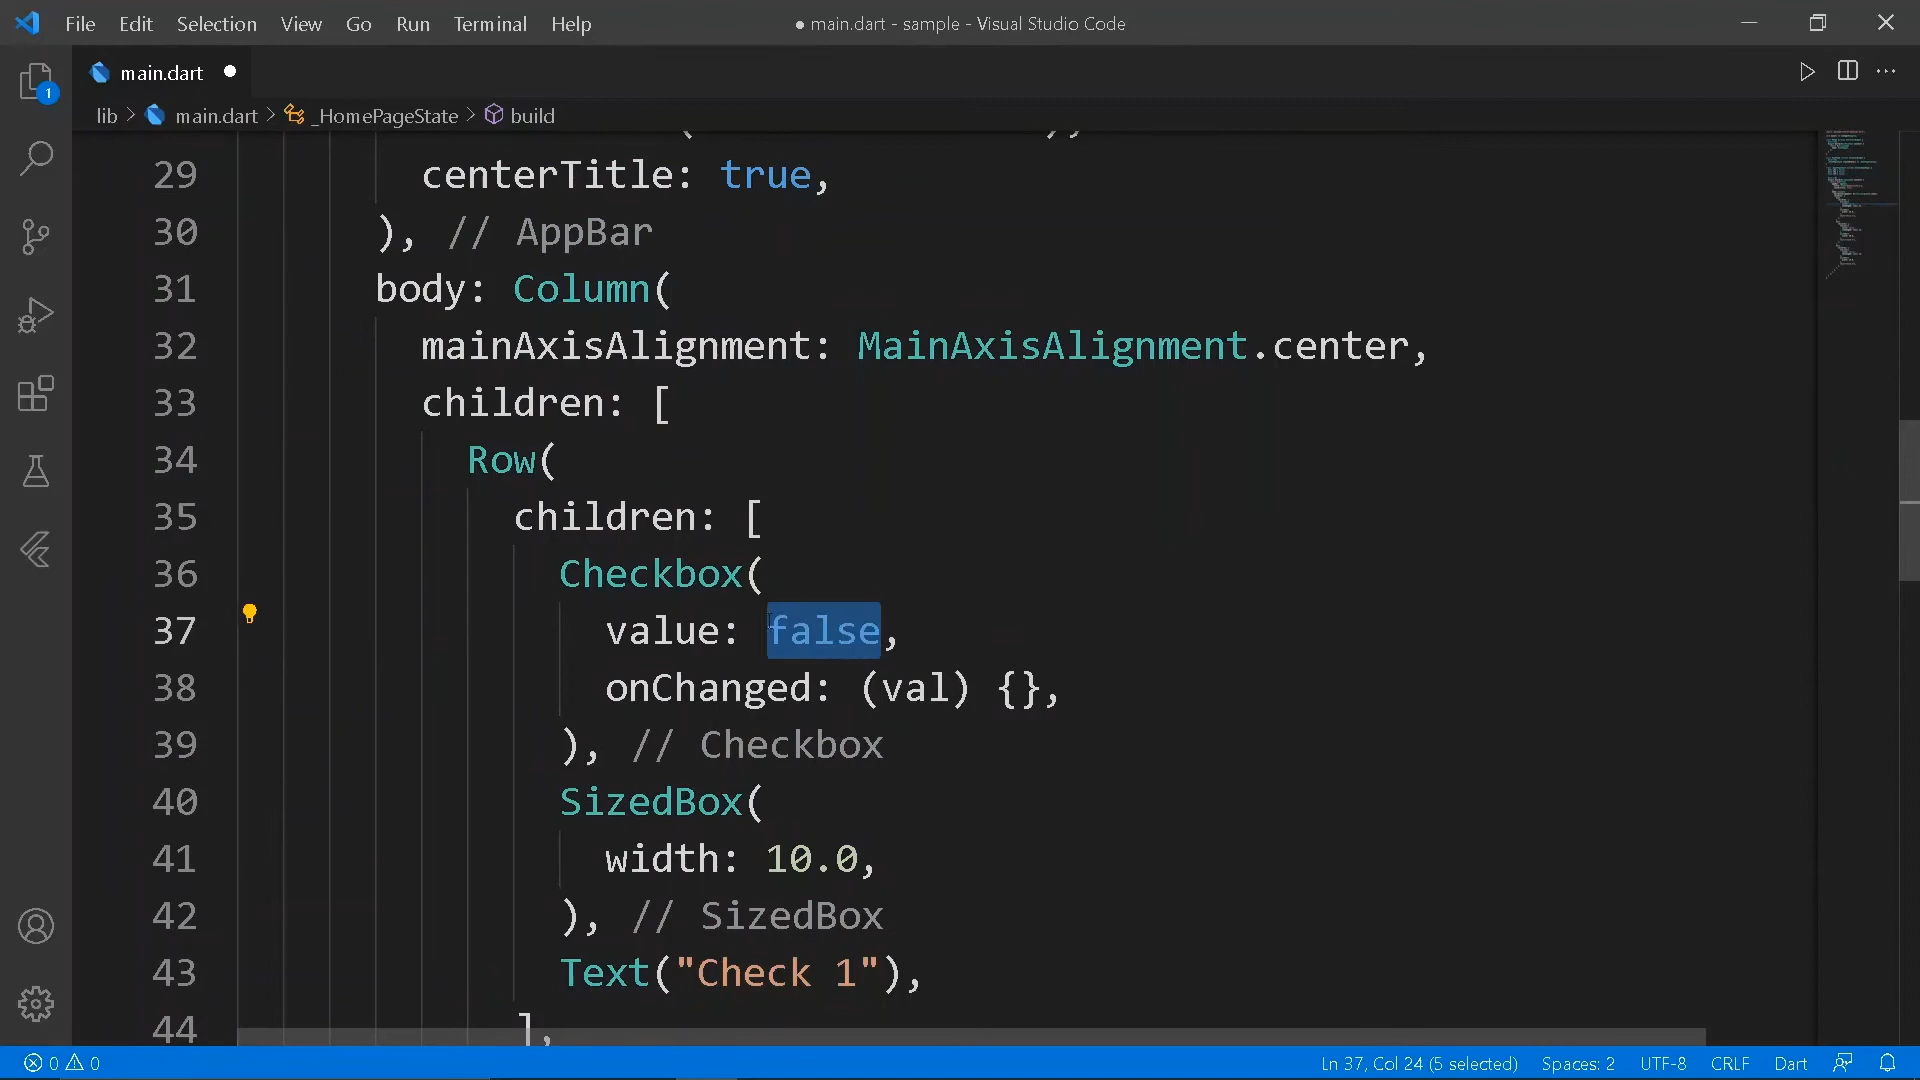 File Edit Selection View Go Run Terminal Help
● main.dart - sample - Visual Studio Code
main.dart ●
lib > main.dart > _HomePageState > build
1
29 centerTitle: true,
30 ), // AppBar
31 body: Column(
32 mainAxisAlignment: MainAxisAlignment.center,
33 children: [
34 Row(
35 children: [
36 Checkbox(
37 value: false,
38 onChanged: (val) {},
39 ), // Checkbox
40 SizedBox(
41 width: 10.0,
42 ), // SizedBox
43 Text("Check 1"),
44 ],
0 0 Ln 37, Col 24 (5 selected) Spaces: 2 UTF-8 CRLF Dart